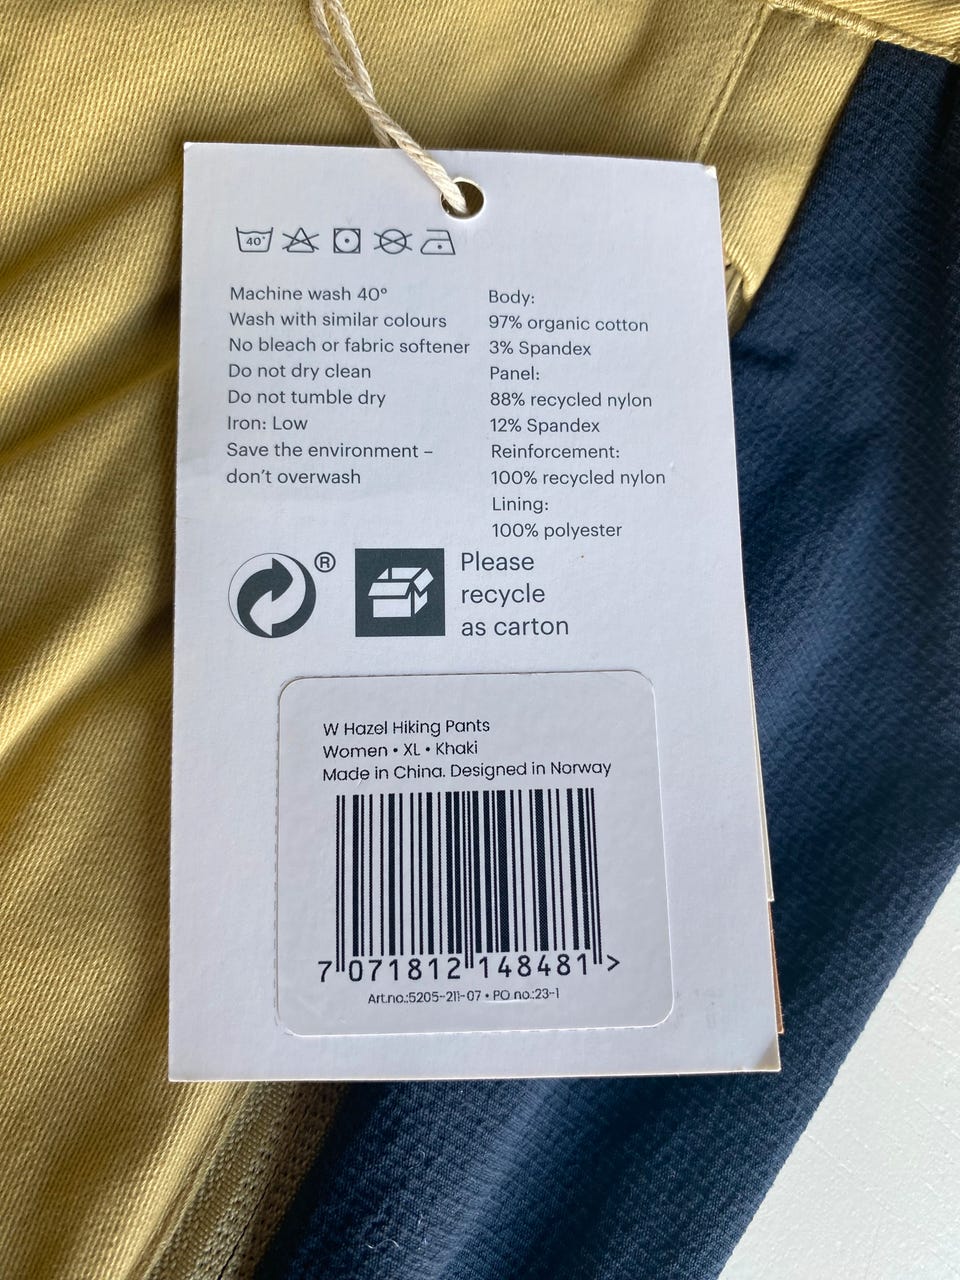 40°
Machine wash 40°
Wash with similar colours
No bleach or fabric softener
Do not dry clean
Do not tumble dry
Iron: Low
Save the environment –
don't overwash
Body:
97% organic cotton
3% Spandex
Panel:
88% recycled nylon
12% Spandex
Reinforcement:
100% recycled nylon
Lining:
100% polyester
®
Please
recycle
as carton
W Hazel Hiking Pants
Women • XL • Khaki
Made in China. Designed in Norway
7 071812 148481 >
Art.no.:5205-211-07 • PO no.:23-1